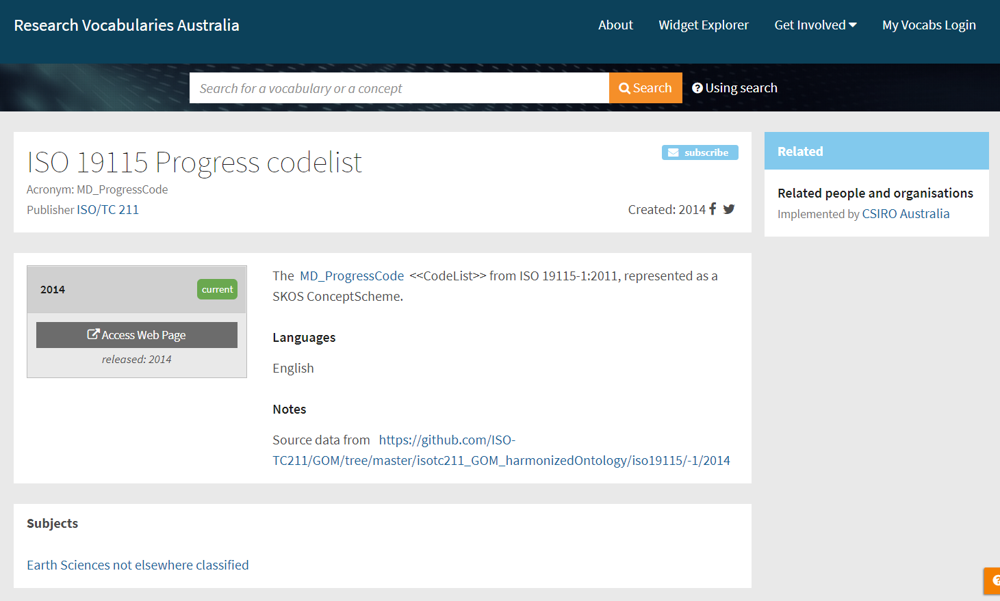 Research Vocabularies Australia
About Widget Explorer Get Involved My Vocabs Login
Search for a vocabulary or a concept
Search
Using search
ISO 19115 Progress codelist
subscribe
Acronym: MD_ProgressCode
Publisher ISO/TC 211
Created: 2014
Related
Related people and organisations
Implemented by CSIRO Australia
2014
current
Access Web Page
released: 2014
The MD_ProgressCode <<CodeList>> from ISO 19115-1:2011, represented as a
SKOS ConceptScheme.
Languages
English
Notes
Source data from https://github.com/ISO-
TC211/GOM/tree/master/isotc211_GOM_harmonizedOntology/iso19115/-1/2014
Subjects
Earth Sciences not elsewhere classified